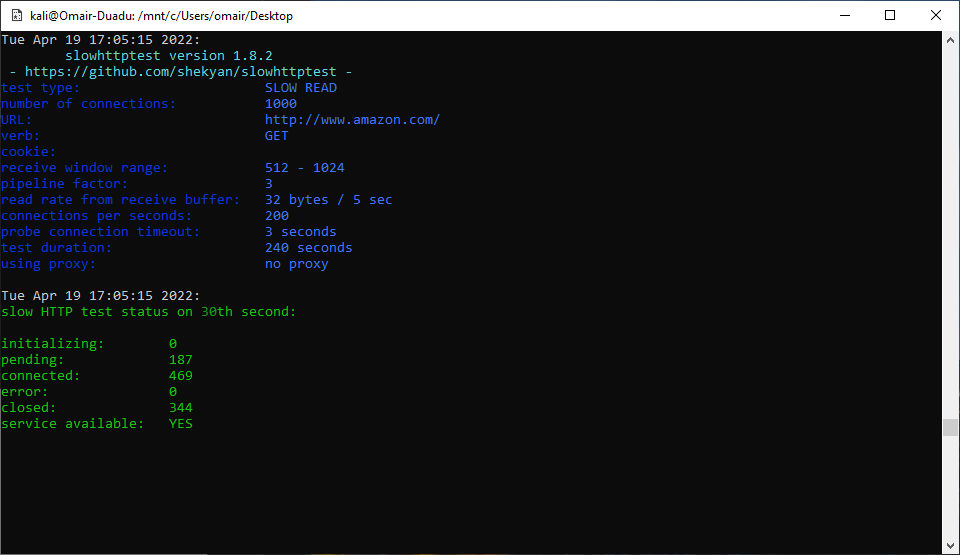 kali@Omair-Duadu: /mnt/c/Users/omair/Desktop
Tue Apr 19 17:05:15 2022:
slowhttptest version 1.8.2
- https://github.com/shekyan/slowhttptest -
test type: SLOW READ
number of connections: 1000
URL: http://www.amazon.com/
verb: GET
cookie:
receive window range: 512 - 1024
pipeline factor: 3
read rate from receive buffer: 32 bytes / 5 sec
connections per seconds: 200
probe connection timeout: 3 seconds
test duration: 240 seconds
using proxy: no proxy
Tue Apr 19 17:05:15 2022:
slow HTTP test status on 30th second:
initializing: 0
pending: 187
connected: 469
error: 0
closed: 344
service available: YES